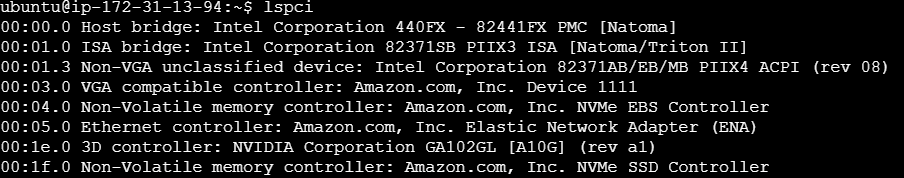 ubuntu@ip-172-31-13-94:~$ lspci
00:00.0 Host bridge: Intel Corporation 440FX - 82441FX PMC [Natoma]
00:01.0 ISA bridge: Intel Corporation 82371SB PIIX3 ISA [Natoma/Triton II]
00:01.3 Non-VGA unclassified device: Intel Corporation 82371AB/EB/MB PIIX4 ACPI (rev 08)
00:03.0 VGA compatible controller: Amazon.com, Inc. Device 1111
00:04.0 Non-Volatile memory controller: Amazon.com, Inc. NVMe EBS Controller
00:05.0 Ethernet controller: Amazon.com, Inc. Elastic Network Adapter (ENA)
00:1e.0 3D controller: NVIDIA Corporation GA102GL [A10G] (rev a1)
00:1f.0 Non-Volatile memory controller: Amazon.com, Inc. NVMe SSD Controller